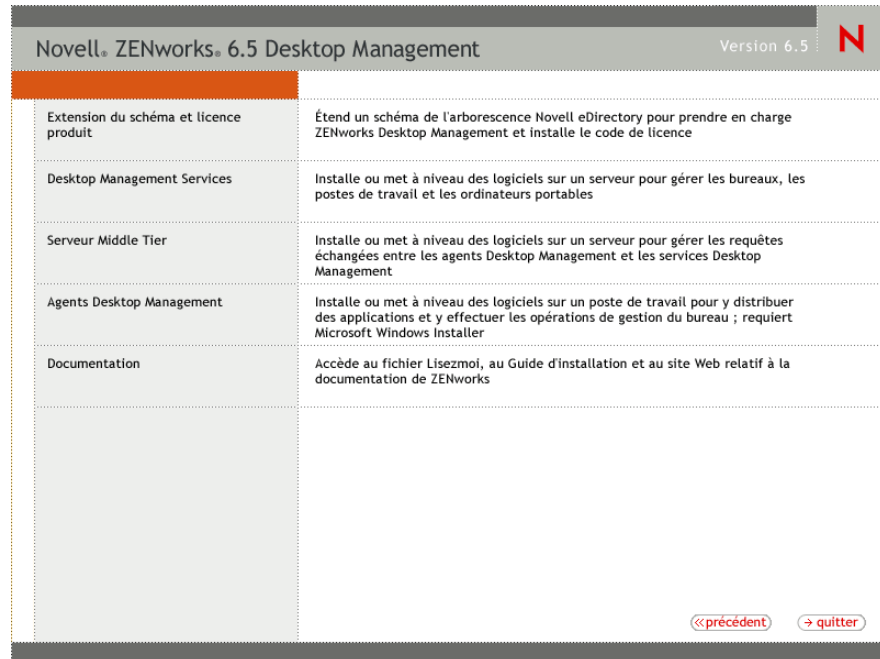 Novell® ZENworks® 6.5 Desktop Management
Version 6.5
N
Extension du schéma et licence
produit
Étend un schéma de l'arborescence Novell eDirectory pour prendre en charge
ZENworks Desktop Management et installe le code de licence
Desktop Management Services
Installe ou met à niveau des logiciels sur un serveur pour gérer les bureaux, les
postes de travail et les ordinateurs portables
Serveur Middle Tier
Installe ou met à niveau des logiciels sur un serveur pour gérer les requêtes
échangées entre les agents Desktop Management et les services Desktop
Management
Agents Desktop Management
Installe ou met à niveau des logiciels sur un poste de travail pour y distribuer
des applications et y effectuer les opérations de gestion du bureau ; requiert
Microsoft Windows Installer
Documentation
Accède au fichier Lisezmoi, au Guide d'installation et au site Web relatif à la
documentation de ZENworks
«précédent
→ quitter